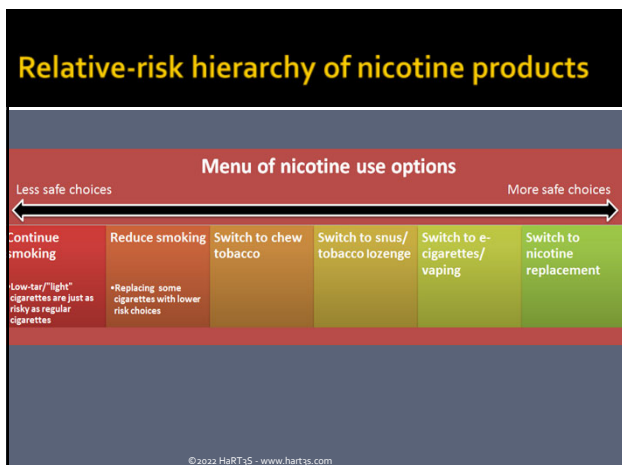 Relative-risk hierarchy of nicotine products
Menu of nicotine use options
Less safe choices
More safe choices
Continue
smoking
•Low-tar/"light"
cigarettes are just as
risky as regular
cigarettes
Reduce smoking
•Replacing some
cigarettes with lower
risk choices
Switch to chew
tobacco
Switch to snus/
tobacco lozenge
Switch to e-
cigarettes/
vaping
Switch to
nicotine
replacement
©2022 HaRT3S - www.hart3s.com